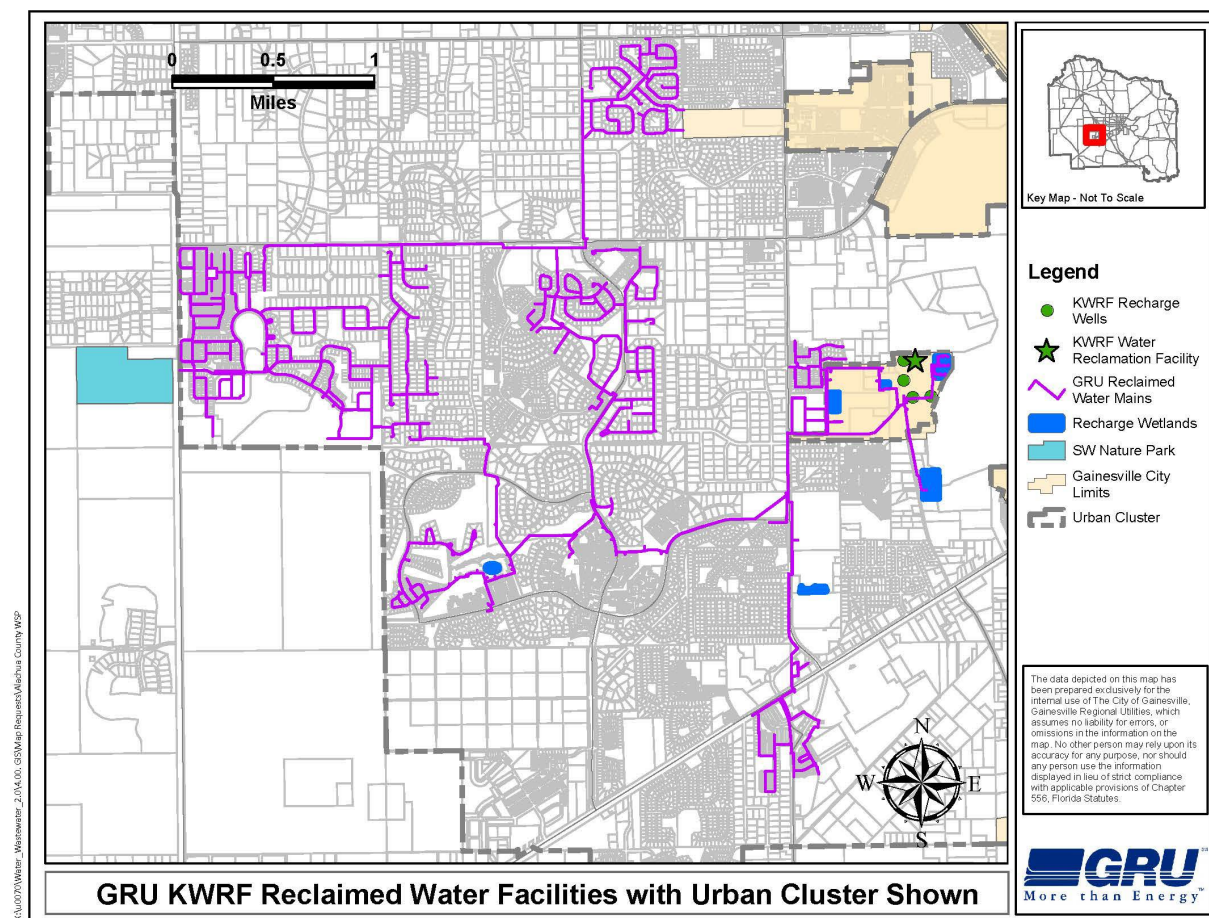 0 0.5 1
Miles
N
W E
S
Key Map - Not To Scale
Legend
KWRF Recharge
Wells
KWRF Water
Reclamation Facility
GRU Reclaimed
Water Mains
Recharge Wetlands
SW Nature Park
Gainesville City
Limits
Urban Cluster
The data depicted on this map has
been prepared exclusively for the
internal use of The City of Gainesville,
Gainesville Regional Utilities, which
assumes no liability for errors, or
omissions in the information on the
map. No other person may rely upon its
accuracy for any purpose, nor should
any person use the information
displayed in lieu of strict compliance
with applicable provisions of Chapter
556, Florida Statutes.
GRU
More than Energy
GRU KWRF Reclaimed Water Facilities with Urban Cluster Shown